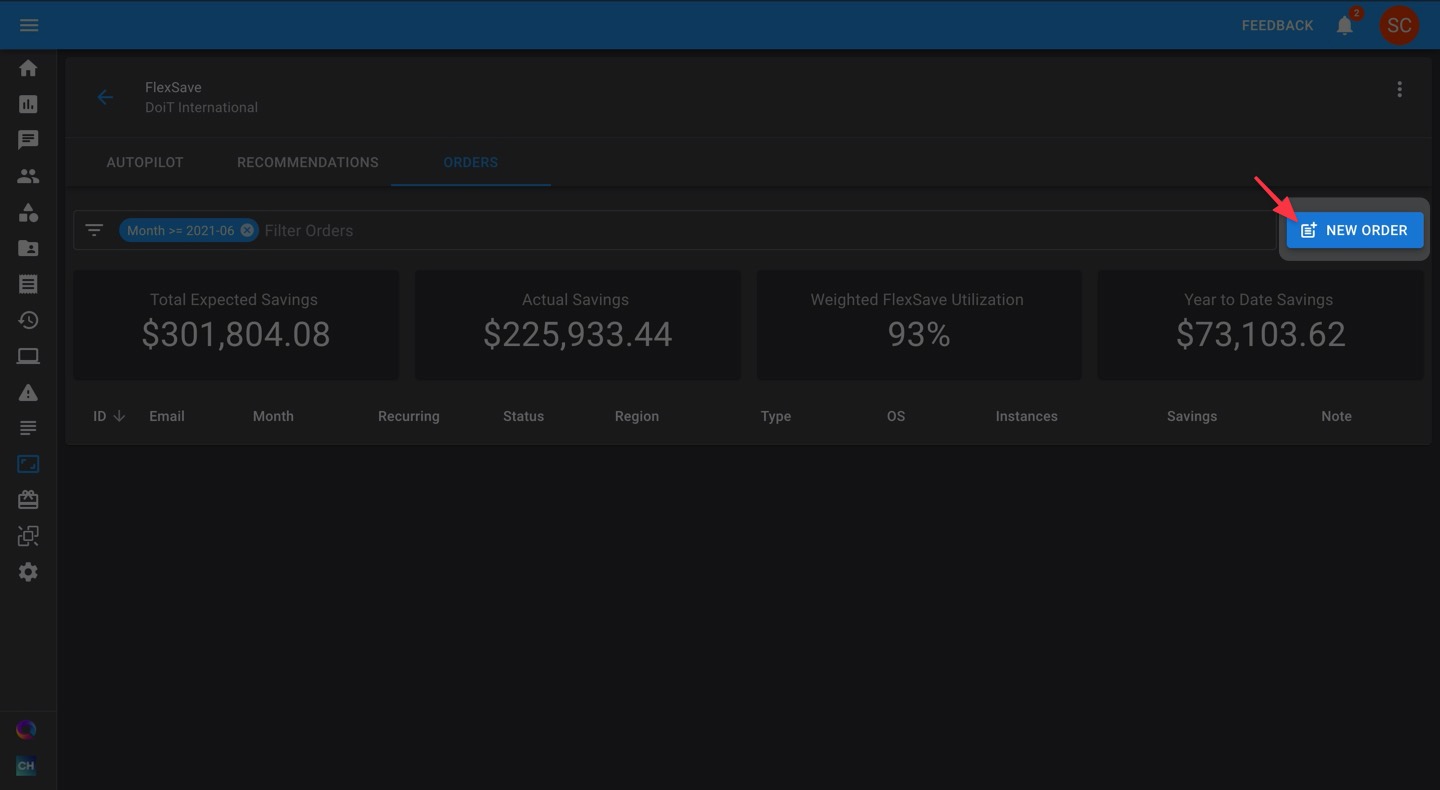 FEEDBACK
2
SC
FlexSave
DoiT International
AUTOPILOT RECOMMENDATIONS ORDERS
Month >= 2021-06 Filter Orders
NEW ORDER
Total Expected Savings
$301,804.08
Actual Savings
$225,933.44
Weighted FlexSave Utilization
93%
Year to Date Savings
$73,103.62
ID Email Month Recurring Status Region Type OS Instances Savings Note
CH